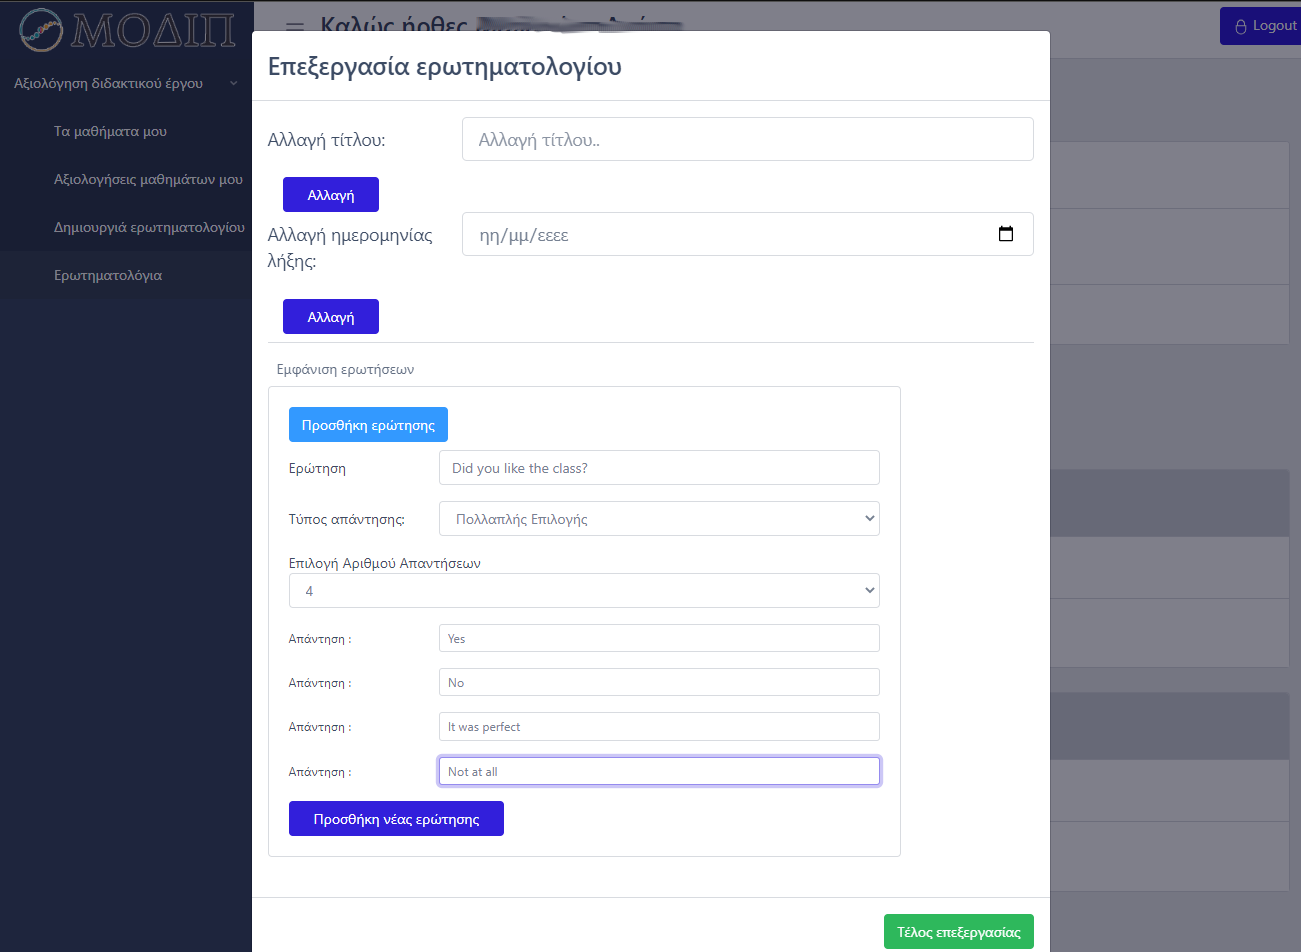 ΜΟΔΙΠ
Καλώς ήρθες
Logout
Αξιολόγηση διδακτικού έργου
Τα μαθήματα μου
Αξιολογήσεις μαθημάτων μου
Δημιουργιά ερωτηματολογίου
Ερωτηματολόγια
Επεξεργασία ερωτηματολογίου
Αλλαγή τίτλου:
Αλλαγή τίτλου..
Αλλαγή
Αλλαγή ημερομηνίας
λήξης:
ηη/μμ/εεεε
Αλλαγή
Εμφάνιση ερωτήσεων
Προσθήκη ερώτησης
Ερώτηση
Did you like the class?
Τύπος απάντησης:
Πολλαπλής Επιλογής
Επιλογή Αριθμού Απαντήσεων
4
Απάντηση :
Yes
Απάντηση :
No
Απάντηση :
It was perfect
Απάντηση :
Not at all
Προσθήκη νέας ερώτησης
Τέλος επεξεργασίας